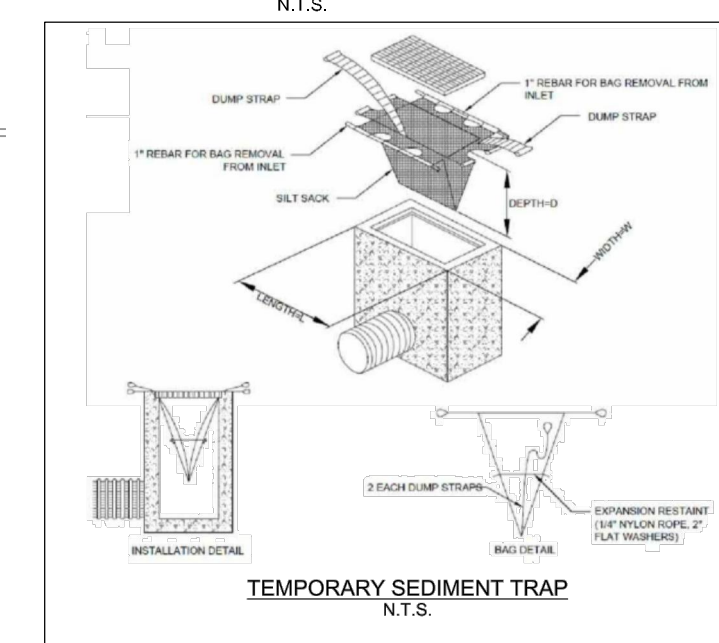 N.T.S.
DUMP STRAP
1" REBAR FOR BAG REMOVAL FROM
INLET
DUMP STRAP
1" REBAR FOR BAG REMOVAL
FROM INLET
SILT SACK
DEPTH=D
WIDTH=W
LENGTH=L
2 EACH DUMP STRAPS
EXPANSION RESTRAINT
(1/4" NYLON ROPE, 2"
FLAT WASHERS)
INSTALLATION DETAIL
BAG DETAIL
TEMPORARY SEDIMENT TRAP
N.T.S.